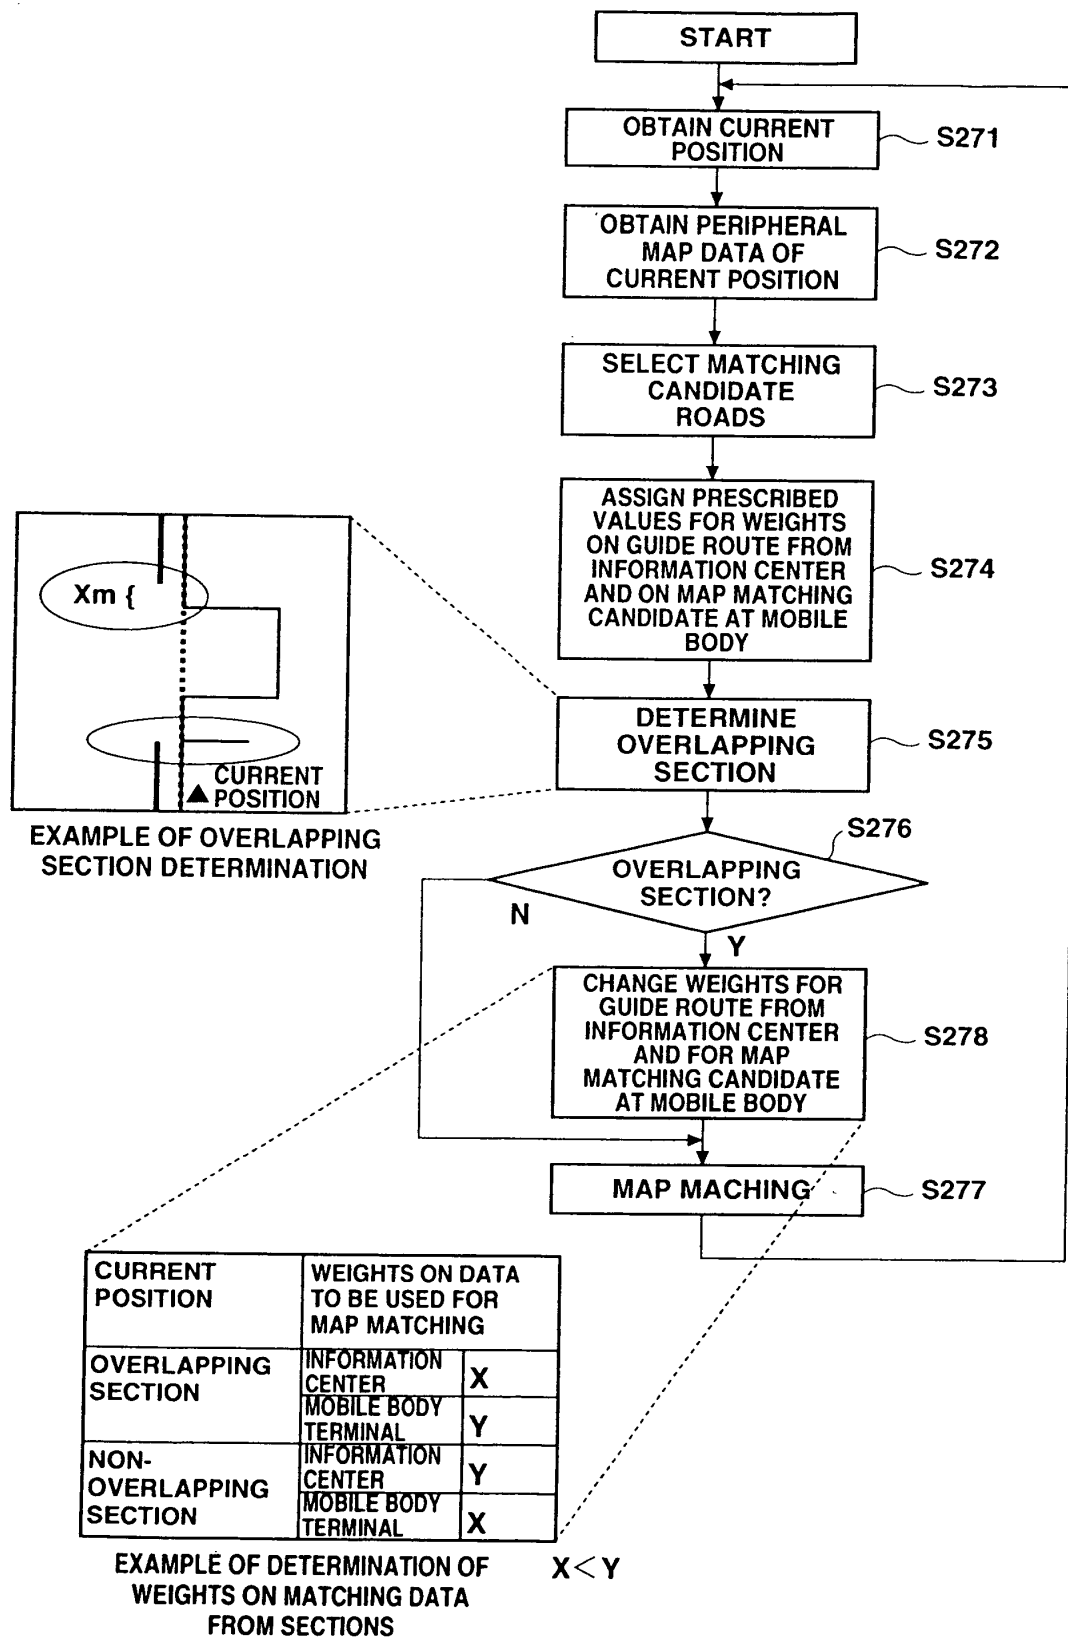 START
OBTAIN CURRENT
POSITION
S271
OBTAIN PERIPHERAL
MAP DATA OF
CURRENT POSITION
S272
SELECT MATCHING
CANDIDATE
ROADS
S273
ASSIGN PRESCRIBED
VALUES FOR WEIGHTS
ON GUIDE ROUTE FROM
INFORMATION CENTER
AND ON MAP MATCHING
CANDIDATE AT MOBILE
BODY
S274
Xm {
CURRENT
POSITION
EXAMPLE OF OVERLAPPING
SECTION DETERMINATION
DETERMINE
OVERLAPPING
SECTION
S275
S276
OVERLAPPING
SECTION?
N
Y
CHANGE WEIGHTS FOR
GUIDE ROUTE FROM
INFORMATION CENTER
AND FOR MAP
MATCHING CANDIDATE
AT MOBILE BODY
S278
MAP MACHING
S277
CURRENT
POSITION
WEIGHTS ON DATA
TO BE USED FOR
MAP MATCHING
OVERLAPPING
SECTION
INFORMATION
CENTER
X
MOBILE BODY
TERMINAL
Y
NON-
OVERLAPPING
SECTION
INFORMATION
CENTER
Y
MOBILE BODY
TERMINAL
X
EXAMPLE OF DETERMINATION OF
WEIGHTS ON MATCHING DATA
FROM SECTIONS
X<Y